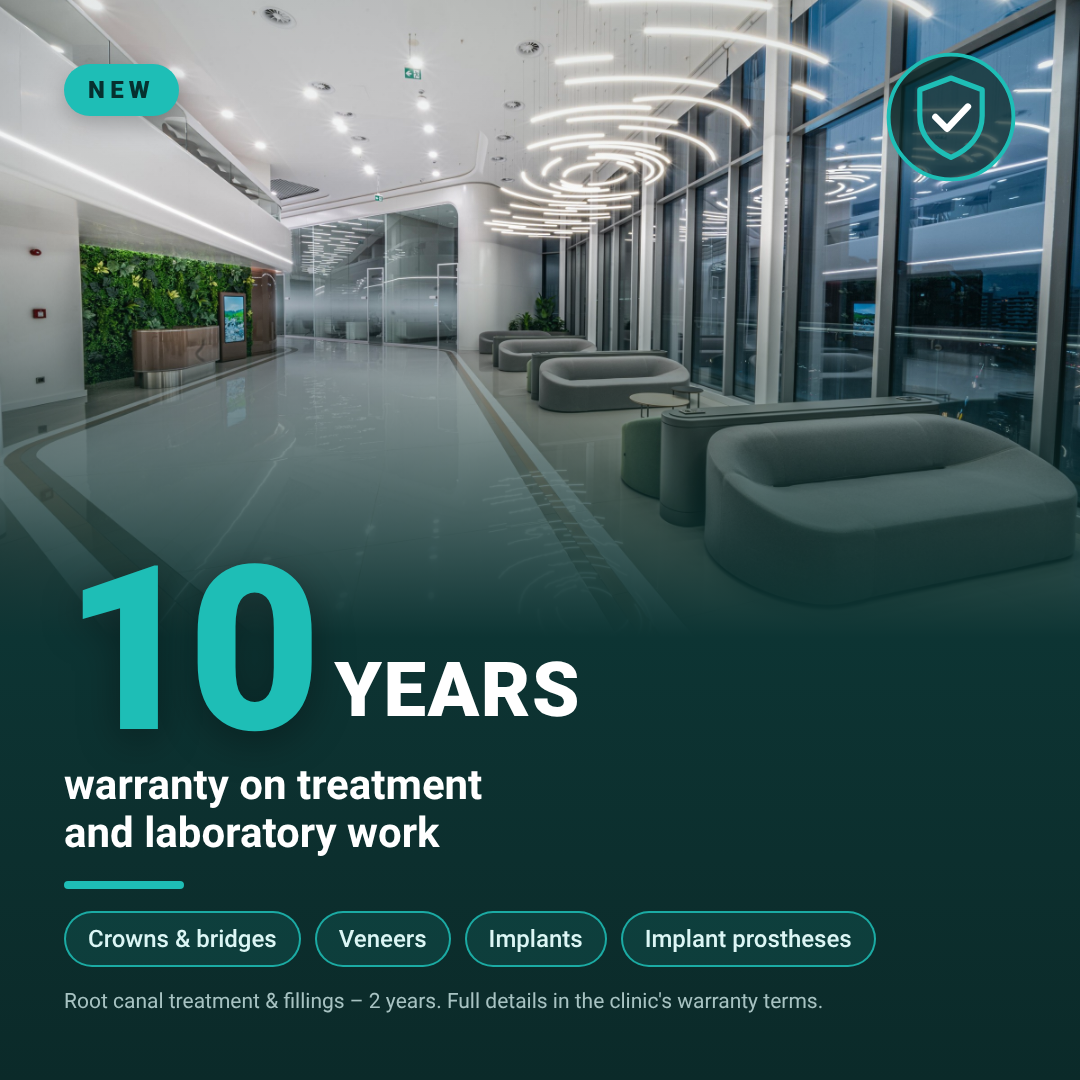 NEW
10 YEARS
warranty on treatment
and laboratory work
Crowns & bridges
Veneers
Implants
Implant prostheses
Root canal treatment & fillings – 2 years. Full details in the clinic's warranty terms.